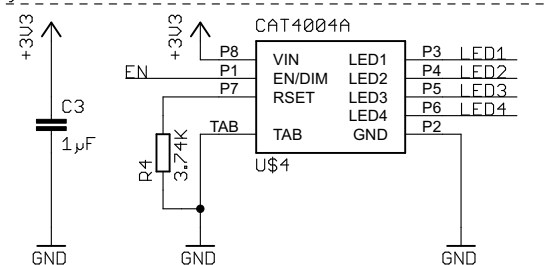 CAT4004A
+3V3
+3V3
P8 VIN LED1 P3 LED1
EN P1 EN/DIM LED2 P4 LED2
P7 RSET LED3 P5 LED3
LED4 P6 LED4
TAB TAB GND P2
C3
1µF
R4
3.74K
U$4
GND
GND
GND